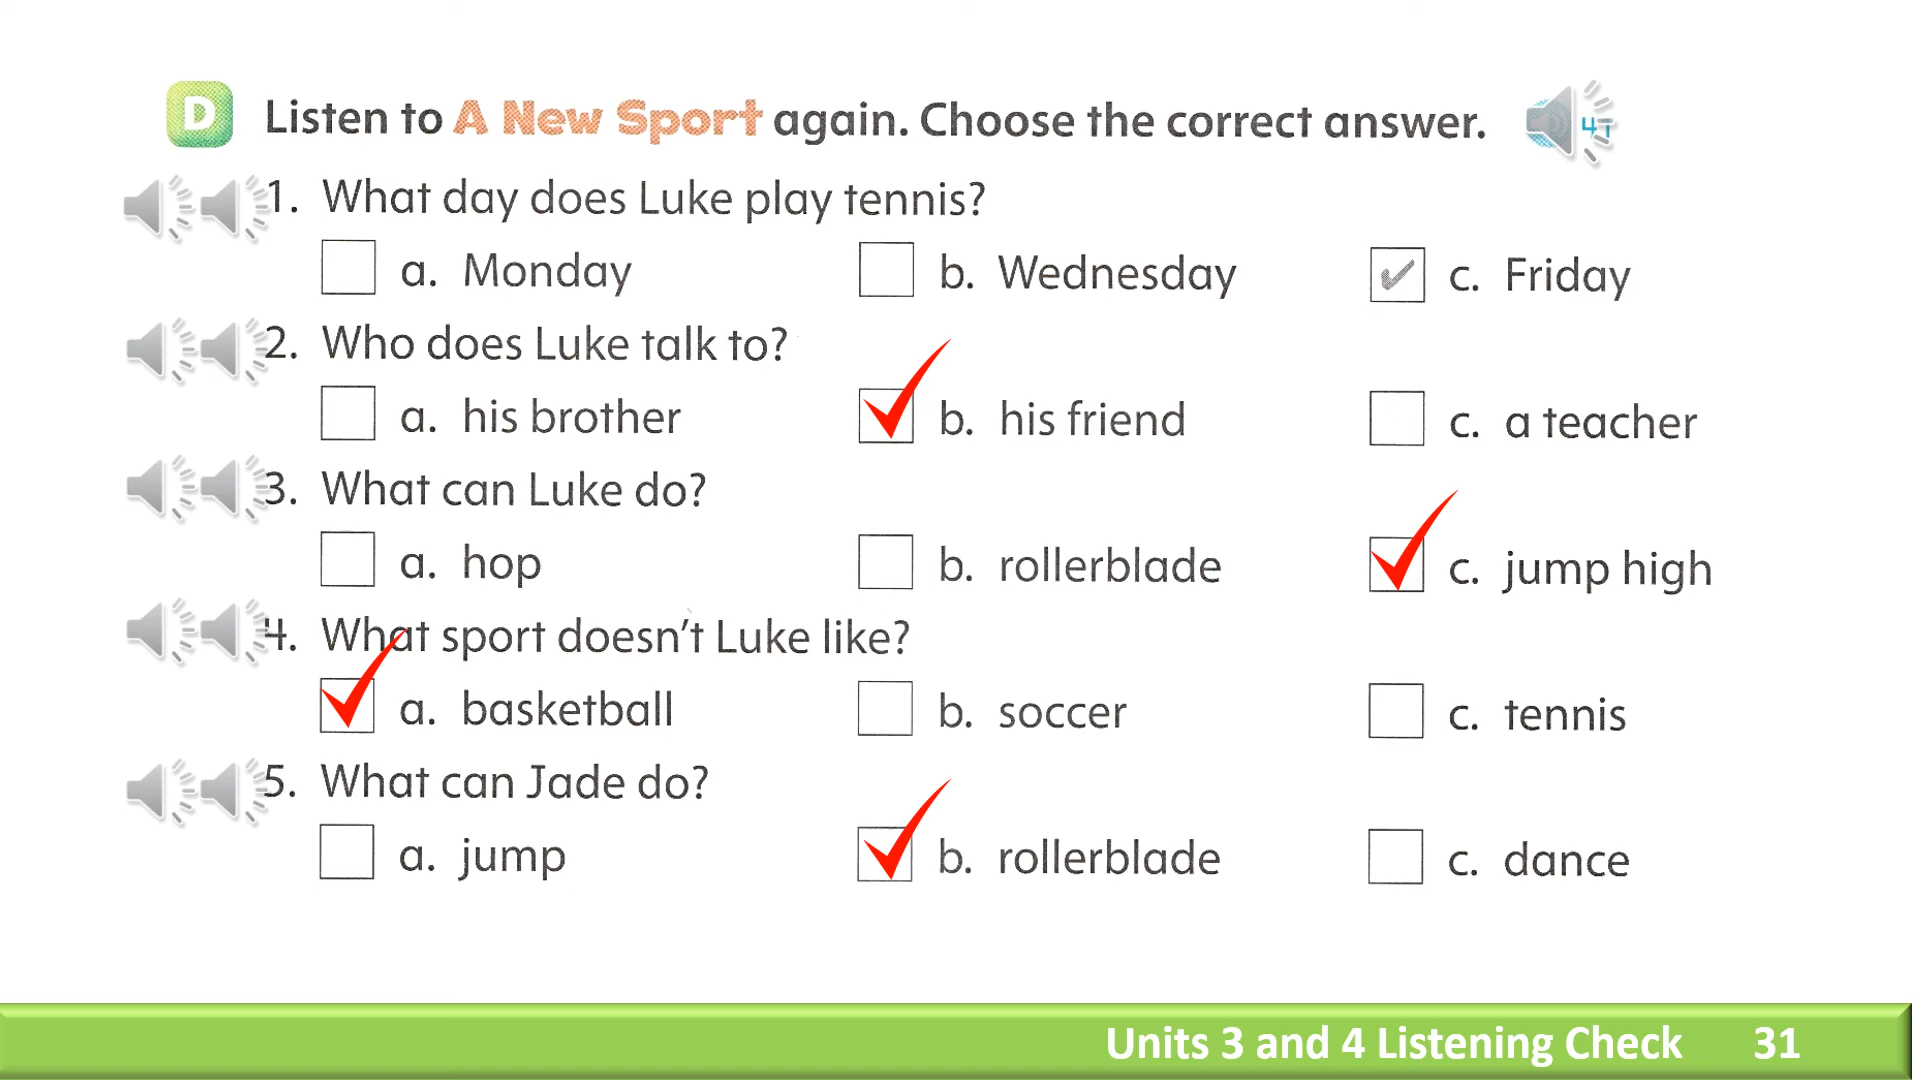 D Listen to A New Sport again. Choose the correct answer.
1. What day does Luke play tennis?
a. Monday b. Wednesday c. Friday
2. Who does Luke talk to?
a. his brother b. his friend c. a teacher
3. What can Luke do?
a. hop b. rollerblade c. jump high
4. What sport doesn't Luke like?
a. basketball b. soccer c. tennis
5. What can Jade do?
a. jump b. rollerblade c. dance
Units 3 and 4 Listening Check 31